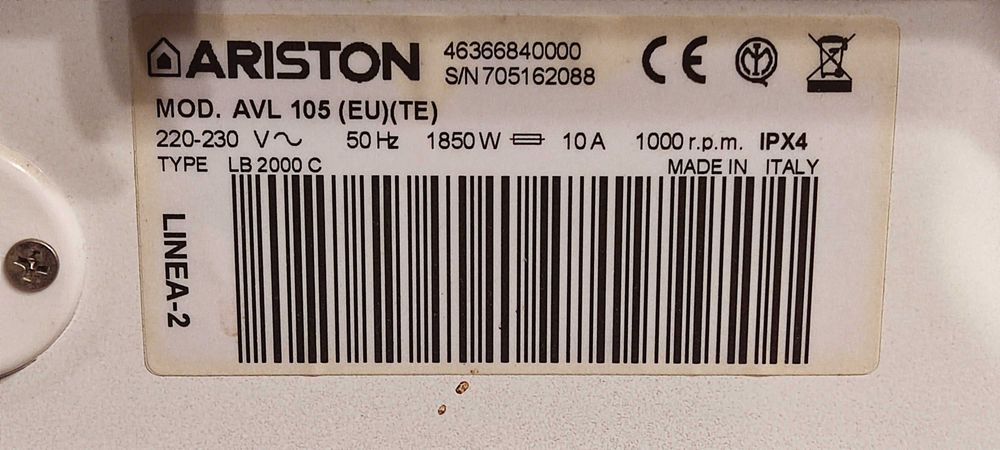 ARISTON
46366840000
S/N 705162088
CE
MOD. AVL 105 (EU)(TE)
220-230 V 50 Hz 1850 W 10 A 1000 r.p.m. IPX4
TYPE LB 2000 C MADE IN ITALY
LINEA-2